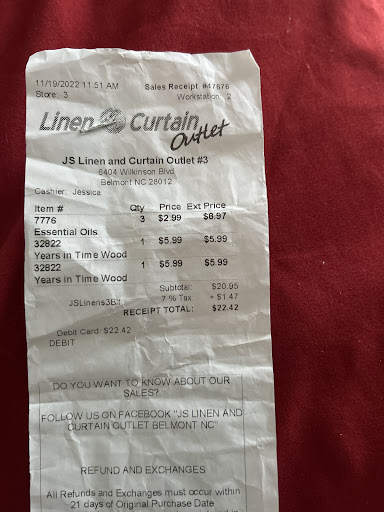 11/19/2022 11:51 AM Sales Receipt #47676
Store: 3 Workstation: 2
Linen & Curtain
Outlet
JS Linen and Curtain Outlet #3
6404 Wilkinson Blvd
Belmont NC 28012
Cashier: Jessica
Item # Qty Price Ext Price
7776 3 $2.99 $8.97
Essential Oils
32822 1 $5.99 $5.99
Years in Time Wood
32822 1 $5.99 $5.99
Years in Time Wood
Subtotal: $20.95
JSLinens3Bil 7 % Tax + $1.47
RECEIPT TOTAL: $22.42
Debit Card: $22.42
DEBIT
DO YOU WANT TO KNOW ABOUT OUR
SALES?
FOLLOW US ON FACEBOOK "JS LINEN AND
CURTAIN OUTLET BELMONT NC"
REFUND AND EXCHANGES
All Refunds and Exchanges must occur within
21 days of Original Purchase Date